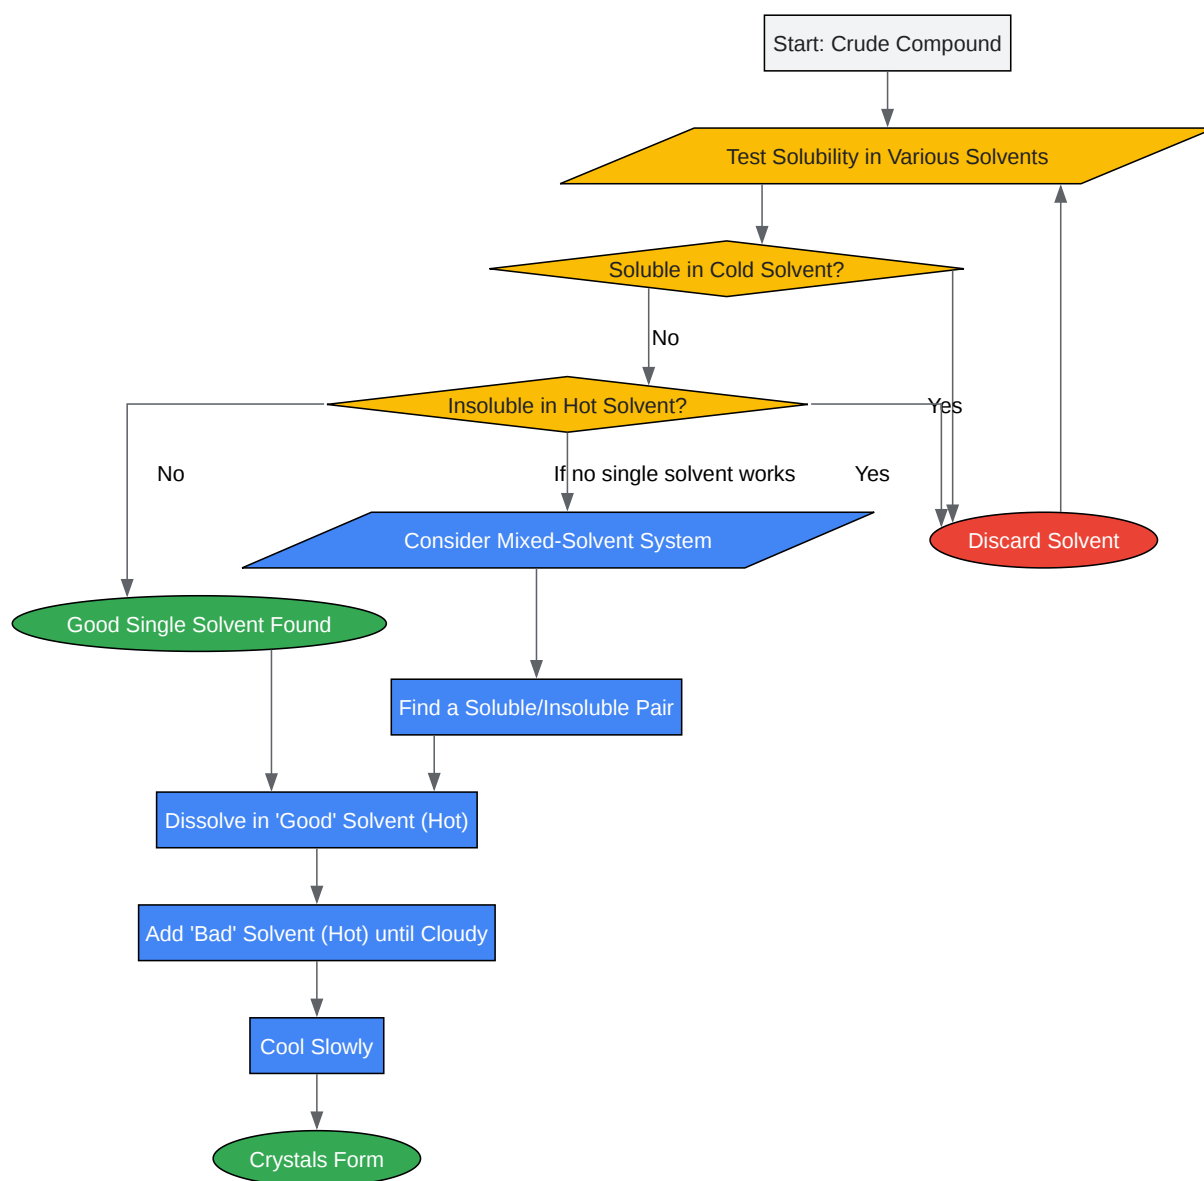 Start: Crude Compound
Test Solubility in Various Solvents
Soluble in Cold Solvent?
No
Insoluble in Hot Solvent?
Yes
No
If no single solvent works
Yes
Consider Mixed-Solvent System
Discard Solvent
Good Single Solvent Found
Find a Soluble/Insoluble Pair
Dissolve in 'Good' Solvent (Hot)
Add 'Bad' Solvent (Hot) until Cloudy
Cool Slowly
Crystals Form